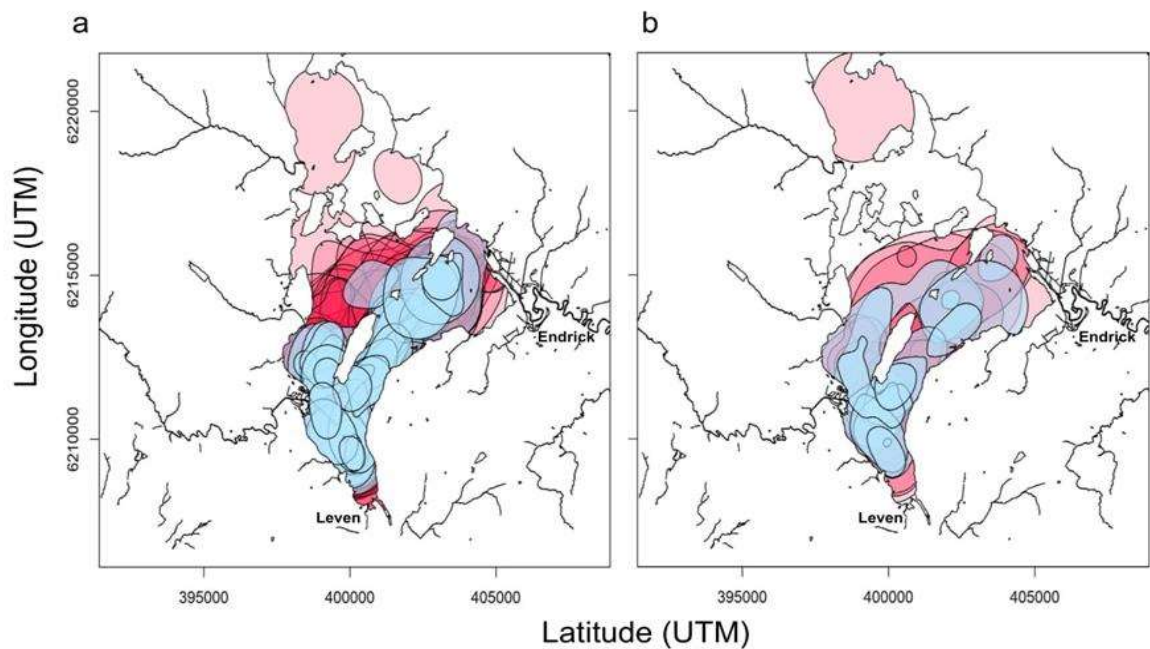 a
b
Longitude (UTM)
6220000
6215000
6210000
Endrick
Endrick
Leven
Leven
395000
400000
405000
395000
400000
405000
Latitude (UTM)